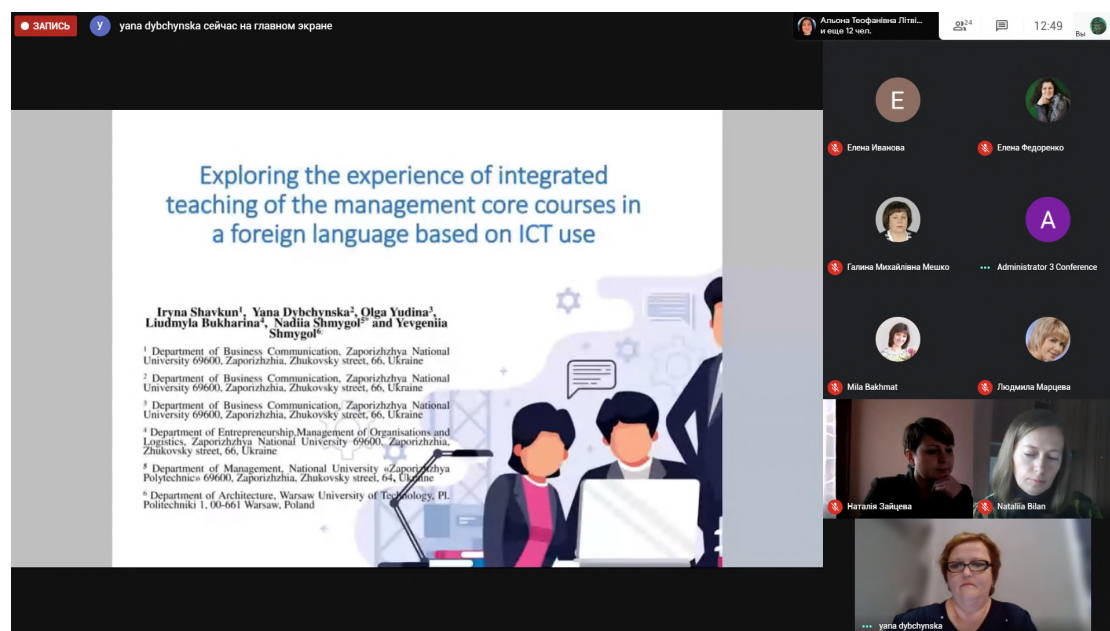 ЗАПИСЬ
У
yana dybchynska сейчас на главном экране
Альона Теофанівна Літві...
и еще 12 чел.
24
12:49
Вы
Exploring the experience of integrated
teaching of the management core courses in
a foreign language based on ICT use
Iryna Shavkun¹, Yana Dybchynska², Olga Yudina³,
Liudmyla Bukharina⁴, Nadiia Shmygol⁵* and Yevgeniia
Shmygol⁶
¹ Department of Business Communication, Zaporizhzhya National
University 69600, Zaporizhzhia, Zhukovsky street, 66, Ukraine
² Department of Business Communication, Zaporizhzhya National
University 69600, Zaporizhzhia, Zhukovsky street, 66, Ukraine
³ Department of Business Communication, Zaporizhzhya National
University 69600, Zaporizhzhia, Zhukovsky street, 66, Ukraine
⁴ Department of Entrepreneurship,Management of Organisations and
Logistics, Zaporizhzhya National University 69600, Zaporizhzhia,
Zhukovsky street, 66, Ukraine
⁵ Department of Management, National University «Zaporizhzhya
Polytechnic» 69600, Zaporizhzhia, Zhukovsky street, 64, Ukraine
⁶ Department of Architecture, Warsaw University of Technology, Pl.
Politechniki 1, 00-661 Warsaw, Poland
E
Елена Иванова
Елена Федоренко
Галина Михайлівна Мешко
A
Administrator 3 Conference
Mila Bakhmat
Людмила Марцева
Наталія Зайцева
Nataliia Bilan
yana dybchynska